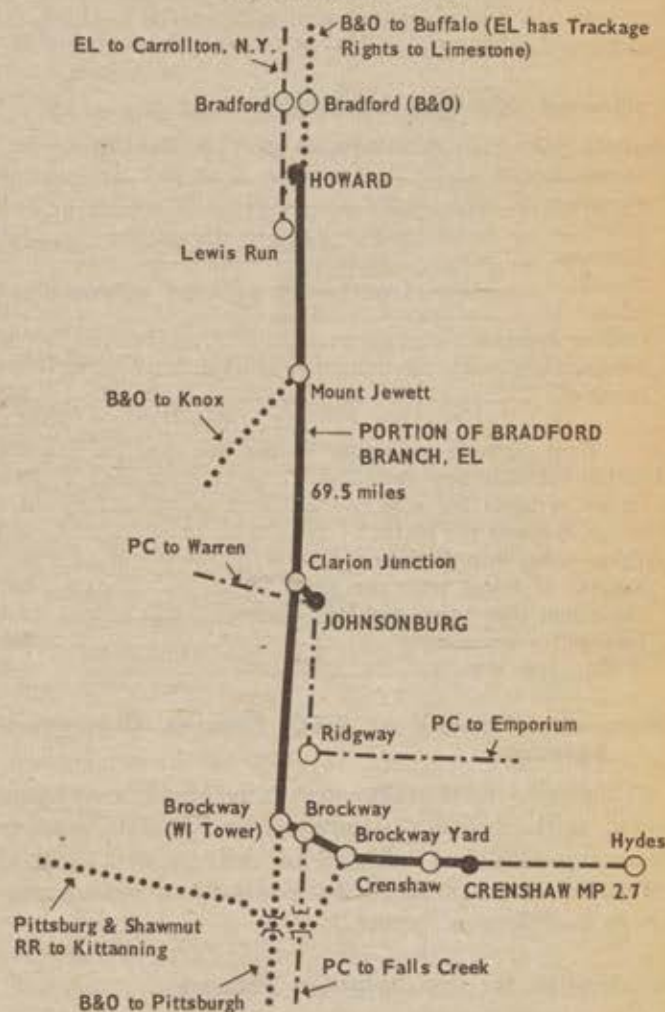 B&O to Buffalo (EL has Trackage
Rights to Limestone)
EL to Carrollton, N.Y.
Bradford
Bradford (B&O)
HOWARD
Lewis Run
Mount Jewett
B&O to Knox
PORTION OF BRADFORD
BRANCH, EL
69.5 miles
PC to Warren
Clarion Junction
JOHNSONBURG
PC to Emporium
Ridgway
Brockway
(WI Tower)
Brockway
Brockway Yard
Hydes
Crenshaw
CRENSHAW MP 2.7
Pittsburg & Shawmut
RR to Kittanning
PC to Falls Creek
B&O to Pittsburgh